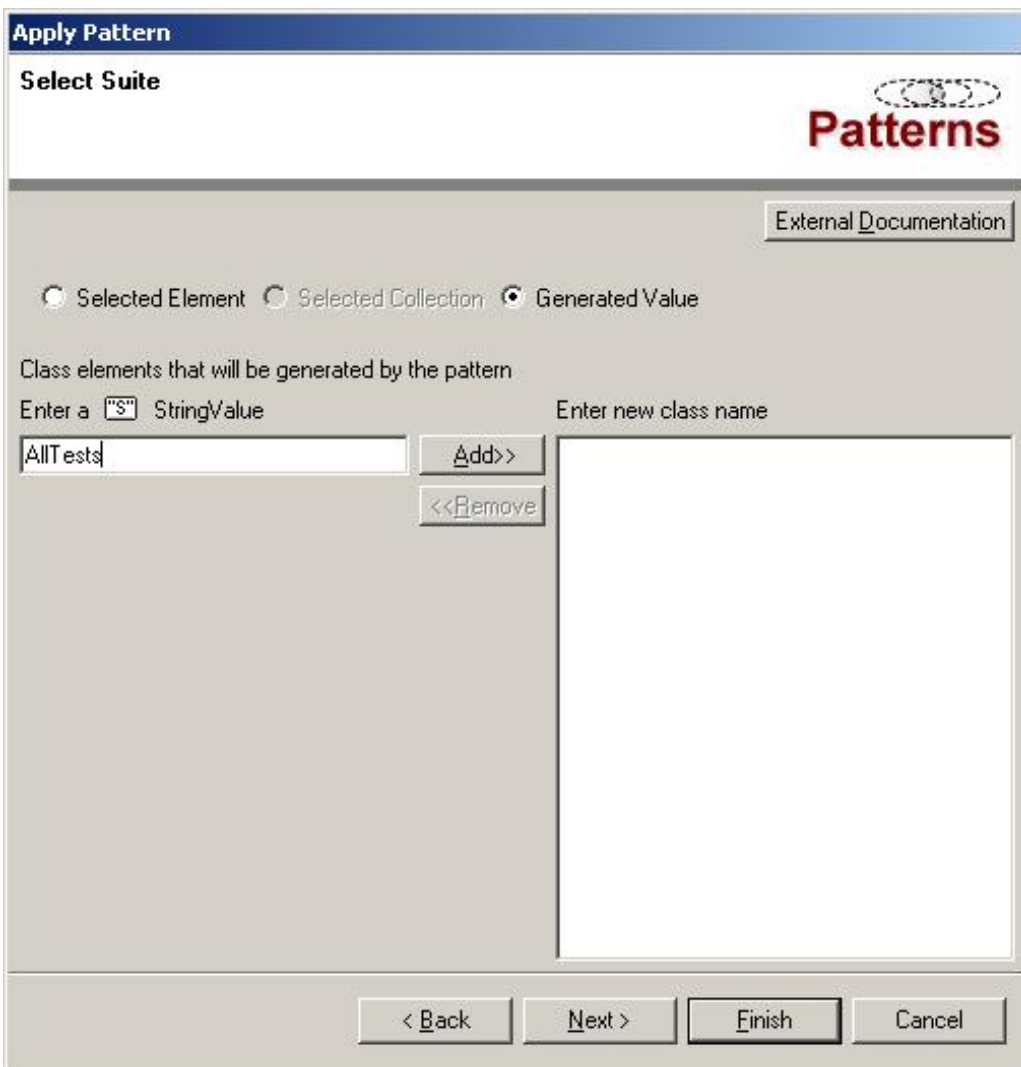 Apply Pattern
Select Suite
Patterns
External Documentation
Selected Element Selected Collection Generated Value
Class elements that will be generated by the pattern
Enter a "S" StringValue Enter new class name
AllTests Add>>
<<Remove
< Back Next > Finish Cancel